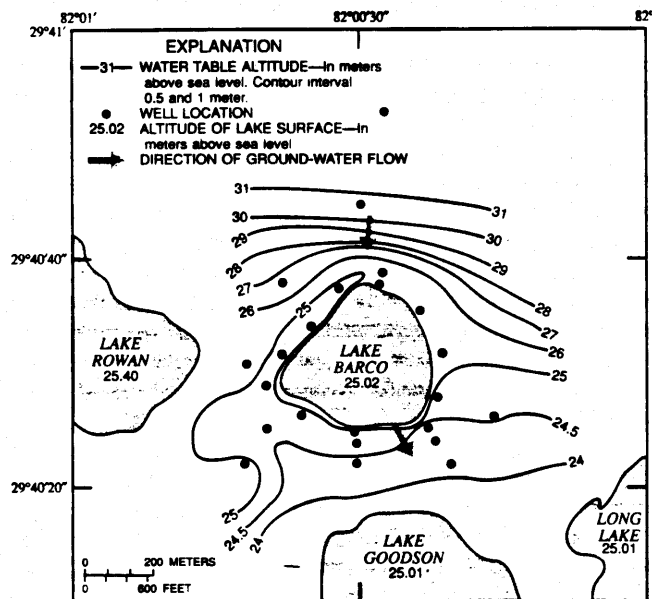 82°01'
82°00'30"
82°
29°41'
EXPLANATION
31 WATER TABLE ALTITUDE—In meters
above sea level. Contour interval
0.5 and 1 meter.
WELL LOCATION
25.02 ALTITUDE OF LAKE SURFACE—In
meters above sea level
DIRECTION OF GROUND-WATER FLOW
31
31
30
30
29
29
28
28
27
27
26
26
25
25
24.5
24
25
24.5
24
29°40'40"
29°40'20"
LAKE
ROWAN
25.40
LAKE
BARCO
25.02
LAKE
GOODSON
25.01
LONG
LAKE
25.01
0 200 METERS
0 600 FEET